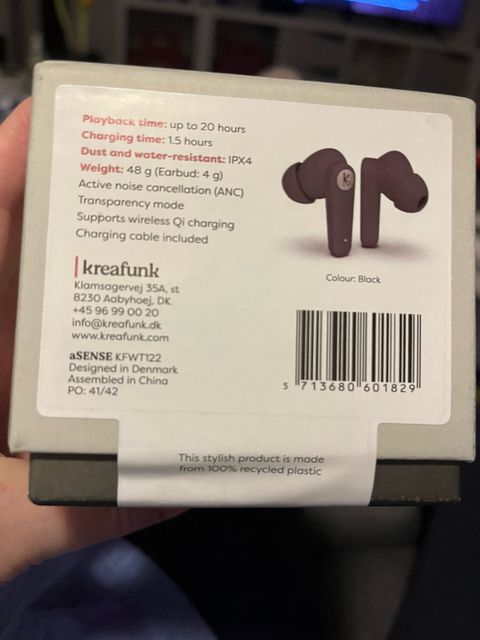 Playback time: up to 20 hours
Charging time: 1.5 hours
Dust and water-resistant: IPX4
Weight: 48 g (Earbud: 4 g)
Active noise cancellation (ANC)
Transparency mode
Supports wireless Qi charging
Charging cable included
kreafunk
Klamsagervej 35A, st
8230 Aabyhoej, DK
+45 96 99 00 20
info@kreafunk.dk
www.kreafunk.com
aSENSE KFWT122
Designed in Denmark
Assembled in China
PO: 41/42
K
Colour: Black
5 713680 601829
This stylish product is made
from 100% recycled plastic